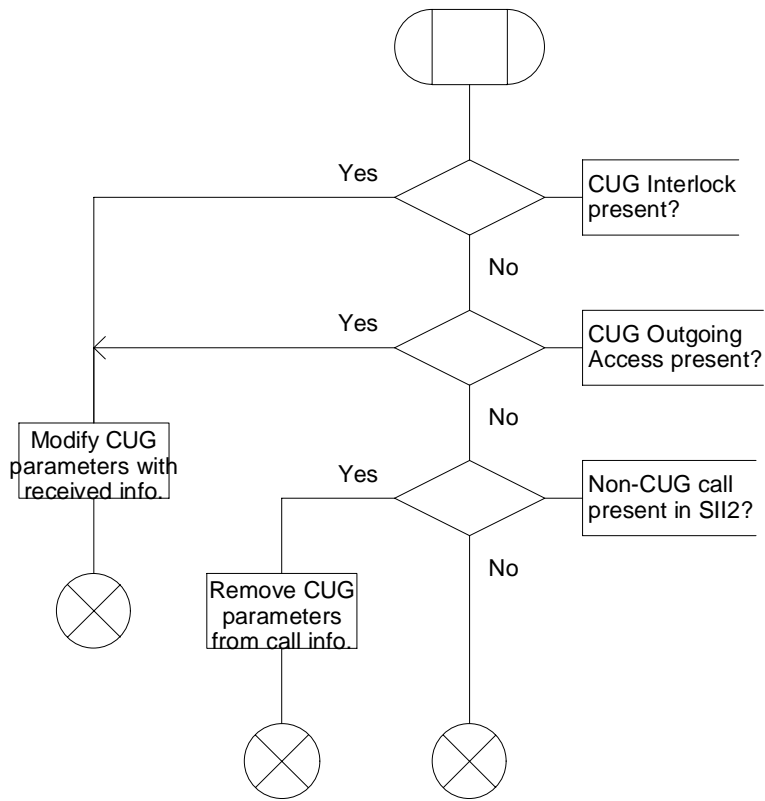 Yes
CUG Interlock
present?
No
Yes
CUG Outgoing
Access present?
No
Modify CUG
parameters with
received info.
Yes
Non-CUG call
present in SII2?
No
Remove CUG
parameters
from call info.